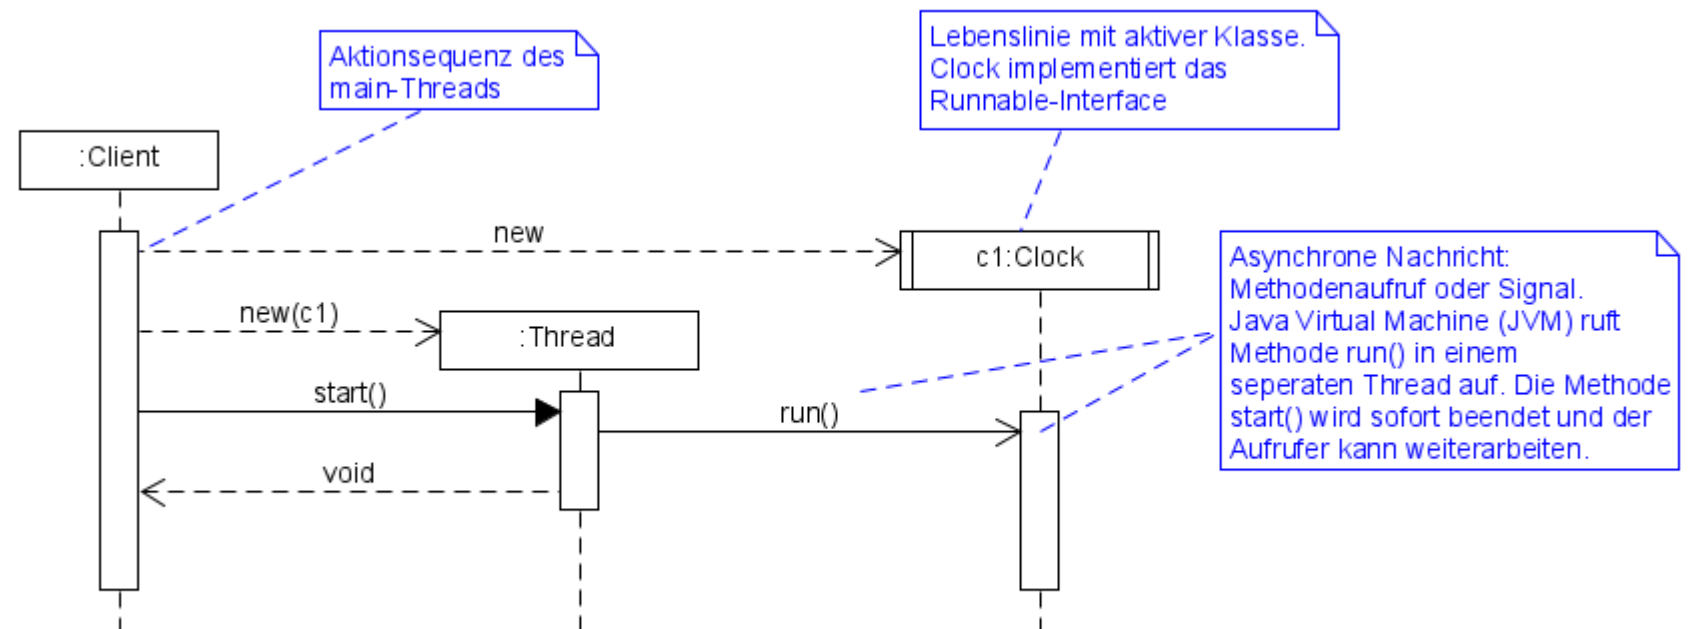 Aktionsequenz des
main-Threads
Lebenslinie mit aktiver Klasse.
Clock implementiert das
Runnable-Interface
:Client
new
c1:Clock
new(c1)
:Thread
start()
run()
void
Asynchrone Nachricht:
Methodenaufruf oder Signal.
Java Virtual Machine (JVM) ruft
Methode run() in einem
seperaten Thread auf. Die Methode
start() wird sofort beendet und der
Aufrufer kann weiterarbeiten.